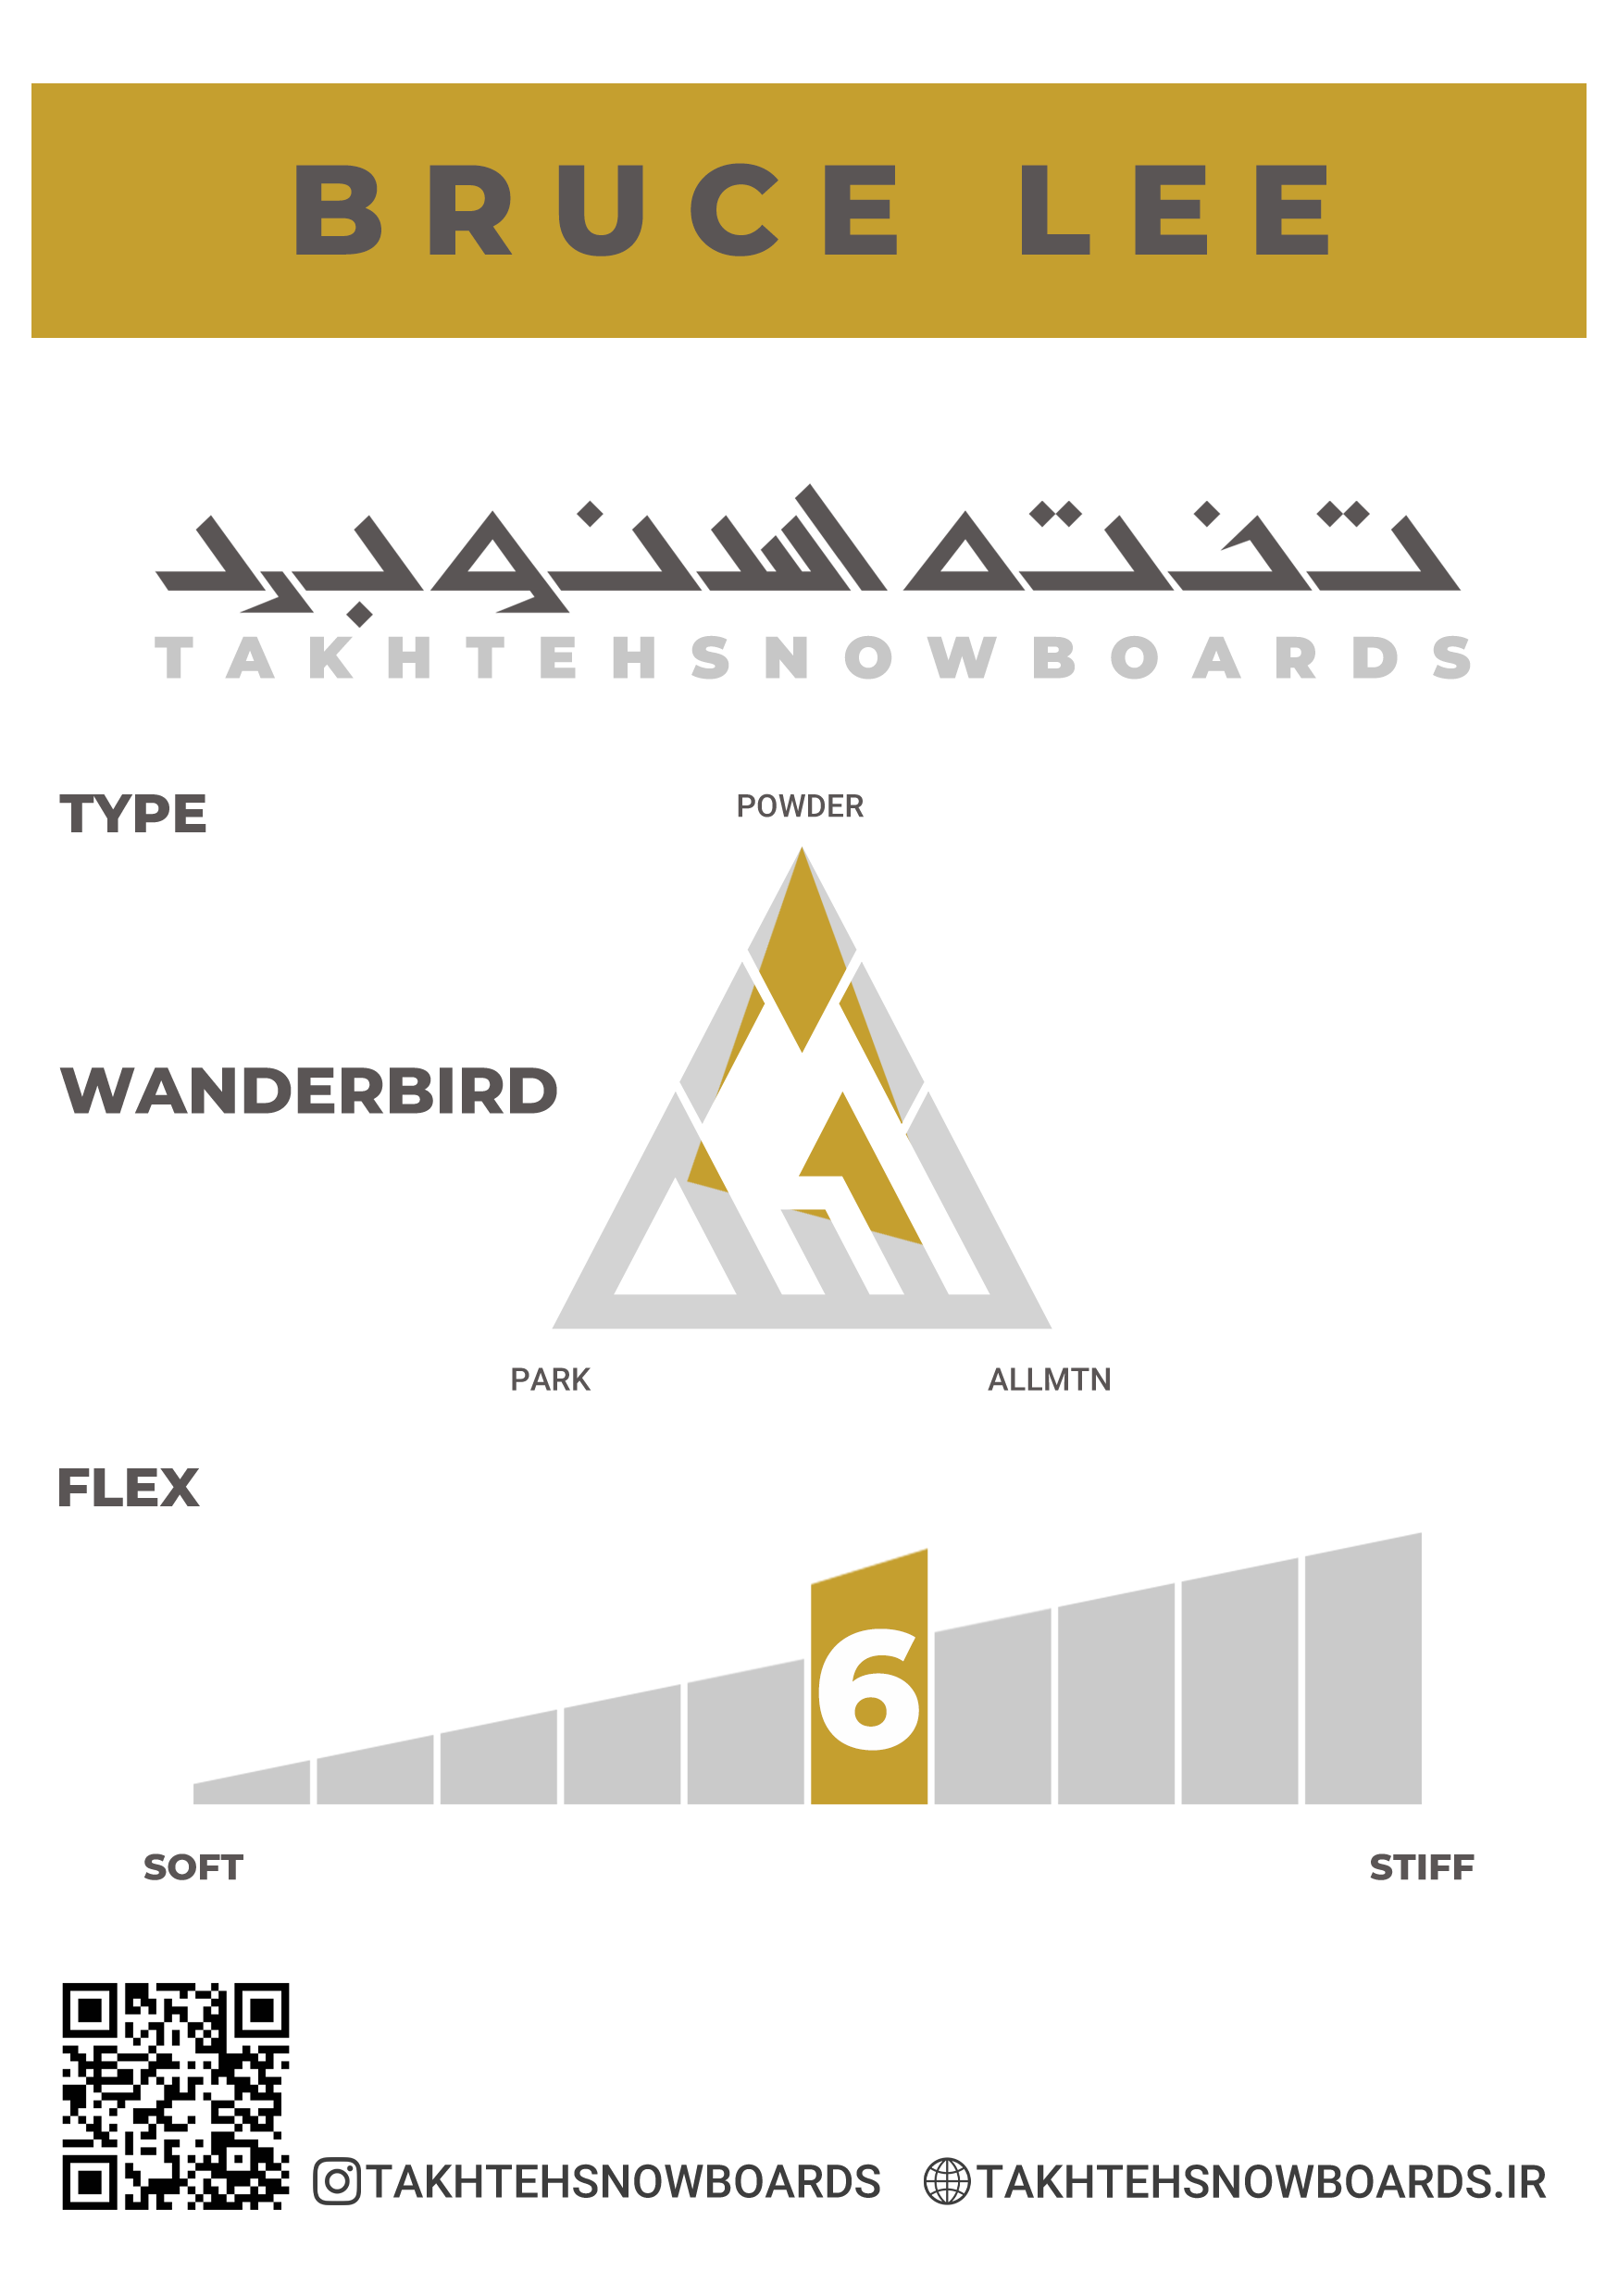 BRUCE LEE
تخته اسنوبرد
TAKHTEHSNOWBOARDS
TYPE
POWDER
WANDERBIRD
PARK
ALLMTN
FLEX
6
SOFT
STIFF
TAKHTEHSNOWBOARDS
TAKHTEHSNOWBOARDS.IR